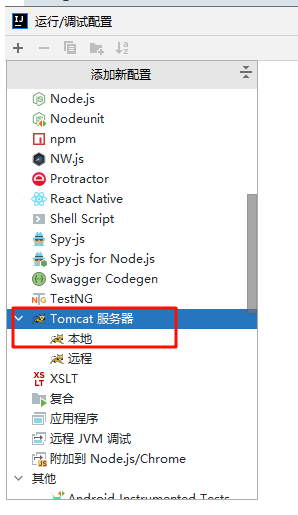 IJ 运行/调试配置
添加新配置
Node.js
Nodeunit
npm
NW.js
Protractor
React Native
Shell Script
Spy-js
Spy-js for Node.js
Swagger Codegen
NG TestNG
Tomcat 服务器
本地
远程
XS LT XSLT
复合
应用程序
远程 JVM 调试
附加到 Node.js/Chrome
其他
Android Instrumented Tests